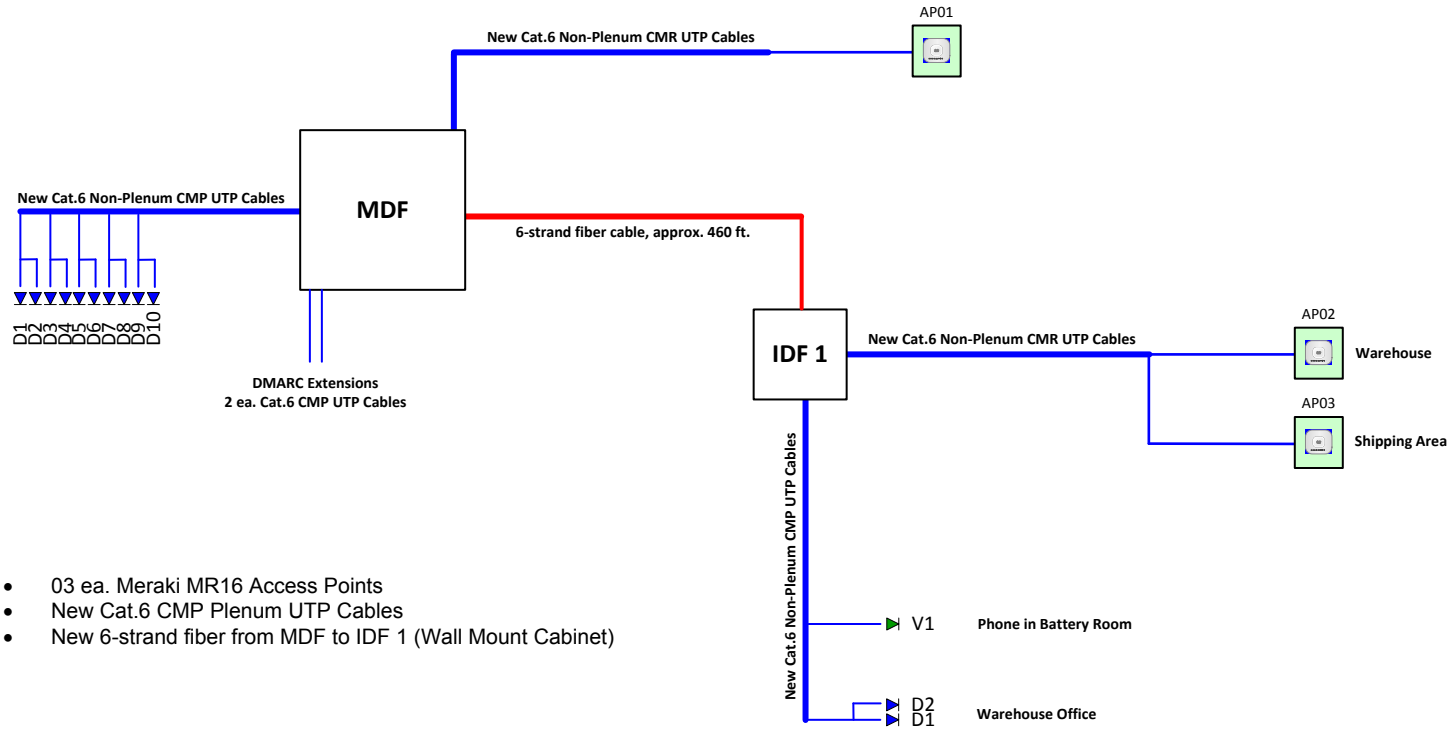 AP01
New Cat.6 Non-Plenum CMR UTP Cables
MDF
New Cat.6 Non-Plenum CMP UTP Cables
6-strand fiber cable, approx. 460 ft.
D1
D2
D3
D4
D5
D6
D7
D8
D9
D10
DMARC Extensions
2 ea. Cat.6 CMP UTP Cables
IDF 1
New Cat.6 Non-Plenum CMR UTP Cables
AP02
Warehouse
AP03
Shipping Area
New Cat.6 Non-Plenum CMP UTP Cables
V1 Phone in Battery Room
D2
D1
Warehouse Office
• 03 ea. Meraki MR16 Access Points
• New Cat.6 CMP Plenum UTP Cables
• New 6-strand fiber from MDF to IDF 1 (Wall Mount Cabinet)